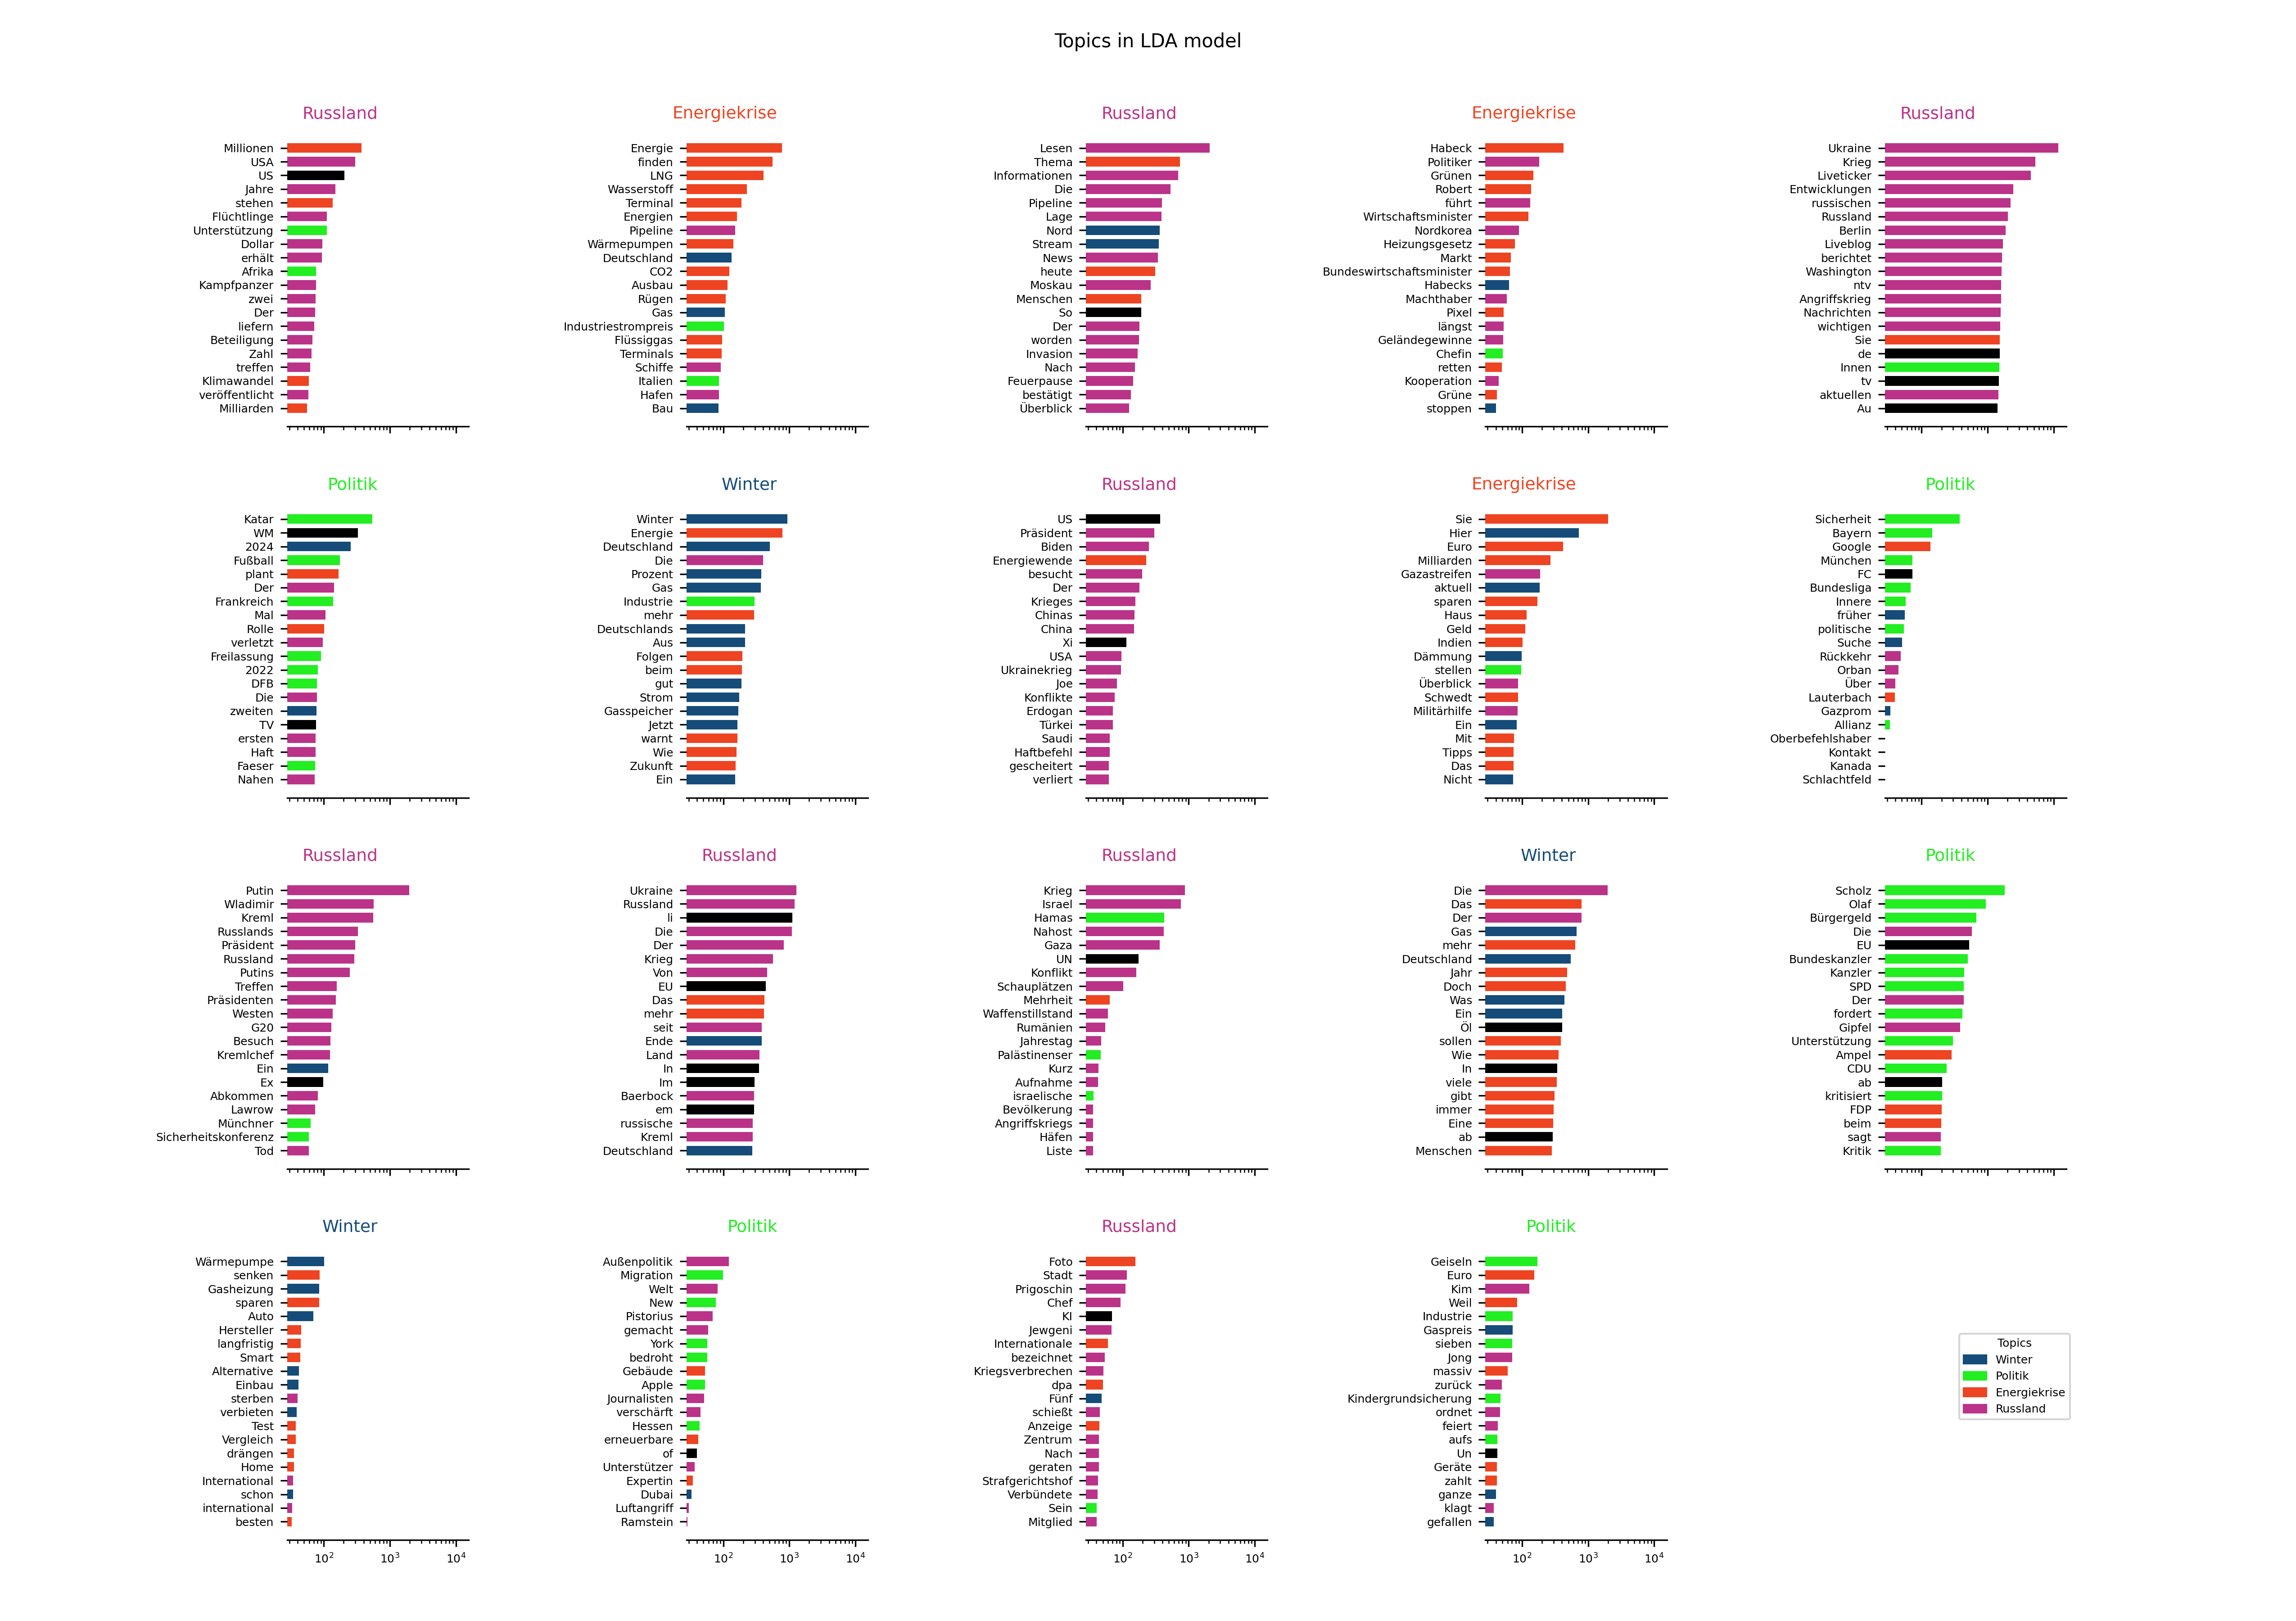 Topics in LDA model
Russland
Millionen
USA
US
Jahre
stehen
Flüchtlinge
Unterstützung
Dollar
erhält
Afrika
Kampfpanzer
zwei
Der
liefern
Beteiligung
Zahl
treffen
Klimawandel
veröffentlicht
Milliarden
Energiekrise
Energie
finden
LNG
Wasserstoff
Terminal
Energien
Pipeline
Wärmepumpen
Deutschland
CO2
Ausbau
Rügen
Gas
Industriestrompreis
Flüssiggas
Terminals
Schiffe
Italien
Hafen
Bau
Russland
Lesen
Thema
Informationen
Die
Pipeline
Lage
Nord
Stream
News
heute
Moskau
Menschen
So
Der
worden
Invasion
Nach
Feuerpause
bestätigt
Überblick
Energiekrise
Habeck
Politiker
Grünen
Robert
führt
Wirtschaftsminister
Nordkorea
Heizungsgesetz
Markt
Bundeswirtschaftsminister
Habecks
Machthaber
Pixel
längst
Geländegewinne
Chefin
retten
Kooperation
Grüne
stoppen
Russland
Ukraine
Krieg
Liveticker
Entwicklungen
russischen
Russland
Berlin
Liveblog
berichtet
Washington
ntv
Angriffskrieg
Nachrichten
wichtigen
Sie
de
Innen
tv
aktuellen
Au
Politik
Katar
WM
2024
Fußball
plant
Der
Frankreich
Mal
Rolle
verletzt
Freilassung
2022
DFB
Die
zweiten
TV
ersten
Haft
Faeser
Nahen
Winter
Winter
Energie
Deutschland
Die
Prozent
Gas
Industrie
mehr
Deutschlands
Aus
Folgen
beim
gut
Strom
Gasspeicher
Jetzt
warnt
Wie
Zukunft
Ein
Russland
US
Präsident
Biden
Energiewende
besucht
Der
Krieges
Chinas
China
Xi
USA
Ukrainekrieg
Joe
Konflikte
Erdogan
Türkei
Saudi
Haftbefehl
gescheitert
verliert
Energiekrise
Sie
Hier
Euro
Milliarden
Gazastreifen
aktuell
sparen
Haus
Geld
Indien
Dämmung
stellen
Überblick
Schwedt
Militärhilfe
Ein
Mit
Tipps
Das
Nicht
Politik
Sicherheit
Bayern
Google
München
FC
Bundesliga
Innere
früher
politische
Suche
Rückkehr
Orban
Über
Lauterbach
Gazprom
Allianz
Oberbefehlshaber
Kontakt
Kanada
Schlachtfeld
Russland
Putin
Wladimir
Kreml
Russlands
Präsident
Russland
Putins
Treffen
Präsidenten
Westen
G20
Besuch
Kremlchef
Ein
Ex
Abkommen
Lawrow
Münchner
Sicherheitskonferenz
Tod
Russland
Ukraine
Russland
li
Die
Der
Krieg
Von
EU
Das
mehr
seit
Ende
Land
In
Im
Baerbock
em
russische
Kreml
Deutschland
Russland
Krieg
Israel
Hamas
Nahost
Gaza
UN
Konflikt
Schauplätzen
Mehrheit
Waffenstillstand
Rumänien
Jahrestag
Palästinenser
Kurz
Aufnahme
israelische
Bevölkerung
Angriffskriegs
Häfen
Liste
Winter
Die
Das
Der
Gas
mehr
Deutschland
Jahr
Doch
Was
Ein
Öl
sollen
Wie
In
viele
gibt
immer
Eine
ab
Menschen
Politik
Scholz
Olaf
Bürgergeld
Die
EU
Bundeskanzler
Kanzler
SPD
Der
fordert
Gipfel
Unterstützung
Ampel
CDU
ab
kritisiert
FDP
beim
sagt
Kritik
Winter
Wärmepumpe
senken
Gasheizung
sparen
Auto
Hersteller
langfristig
Smart
Alternative
Einbau
sterben
verbieten
Test
Vergleich
drängen
Home
International
schon
international
besten
10² 10³ 10⁴
Politik
Außenpolitik
Migration
Welt
New
Pistorius
gemacht
York
bedroht
Gebäude
Apple
Journalisten
verschärft
Hessen
erneuerbare
of
Unterstützer
Expertin
Dubai
Luftangriff
Ramstein
10² 10³ 10⁴
Russland
Foto
Stadt
Prigoschin
Chef
KI
Jewgeni
Internationale
bezeichnet
Kriegsverbrechen
dpa
Fünf
schießt
Anzeige
Zentrum
Nach
geraten
Strafgerichtshof
Verbündete
Sein
Mitglied
10² 10³ 10⁴
Politik
Geiseln
Euro
Kim
Weil
Industrie
Gaspreis
sieben
Jong
massiv
zurück
Kindergrundsicherung
ordnet
feiert
aufs
Un
Geräte
zahlt
ganze
klagt
gefallen
10² 10³ 10⁴
Topics
Winter
Politik
Energiekrise
Russland